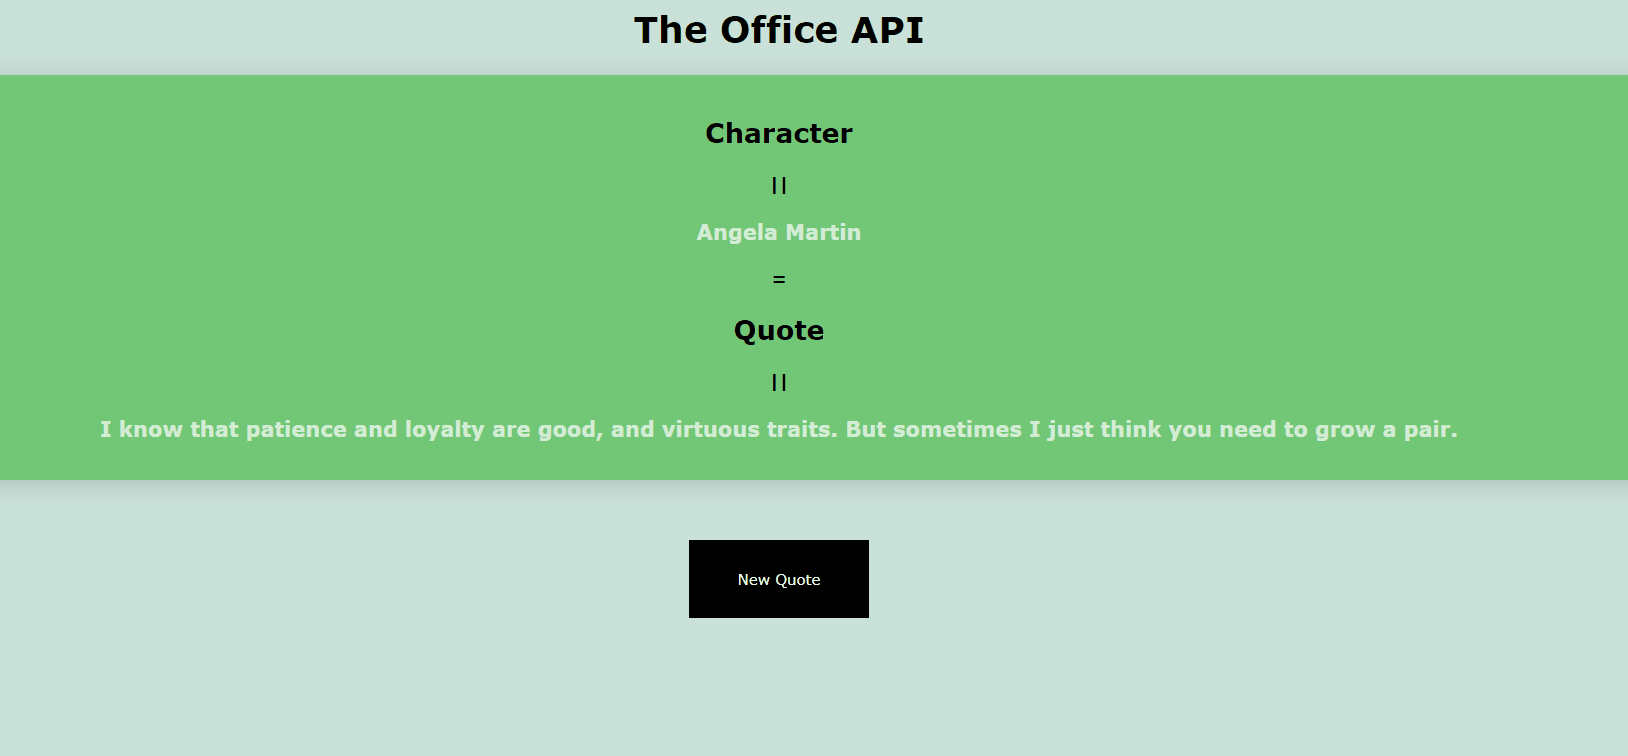 The Office API
Character
||
Angela Martin
=
Quote
||
I know that patience and loyalty are good, and virtuous traits. But sometimes I just think you need to grow a pair.
New Quote